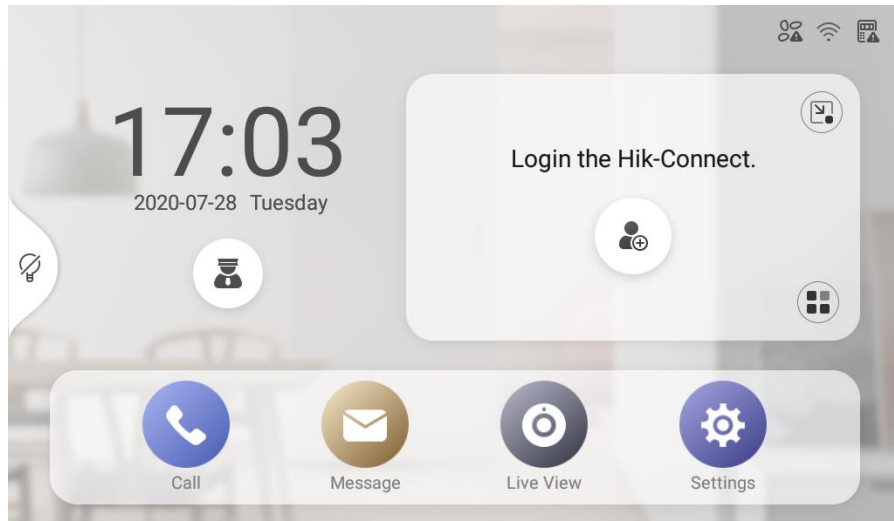 17:03
2020-07-28 Tuesday
Login the Hik-Connect.
Call
Message
Live View
Settings